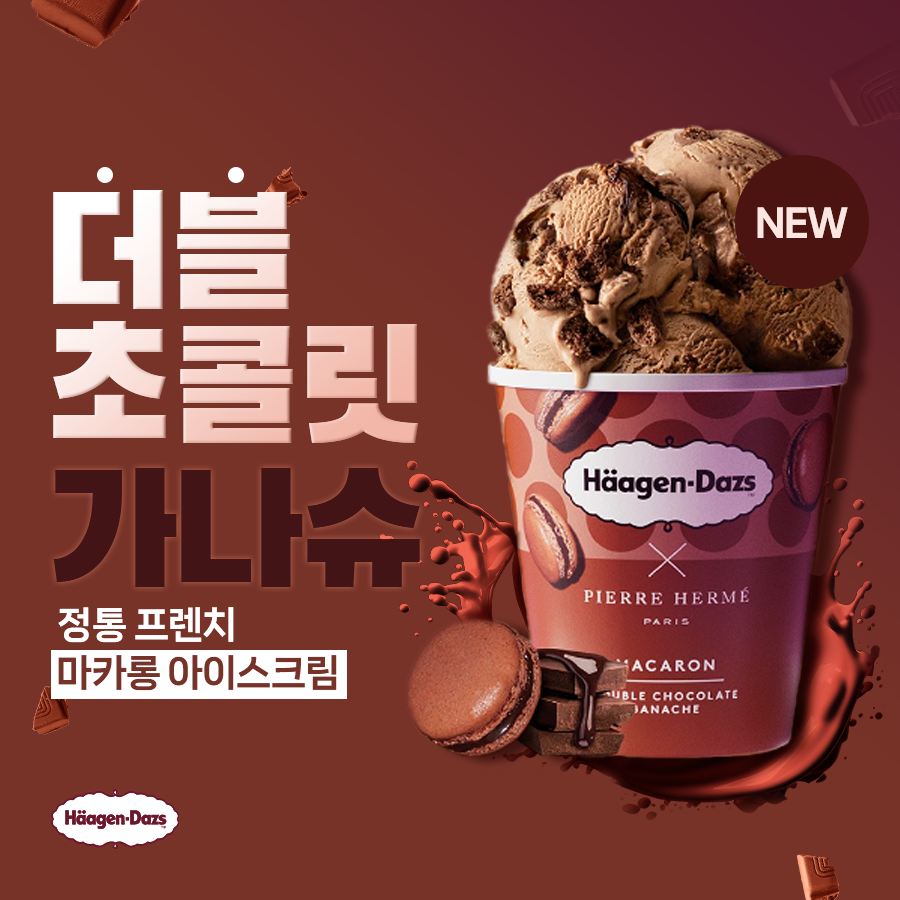 더블
초콜릿
가나슈
정통 프렌치
마카롱 아이스크림
NEW
Häagen-Dazs
PIERRE HERMÉ
PARIS
MACARON
DOUBLE CHOCOLATE
GANACHE
Häagen-Dazs